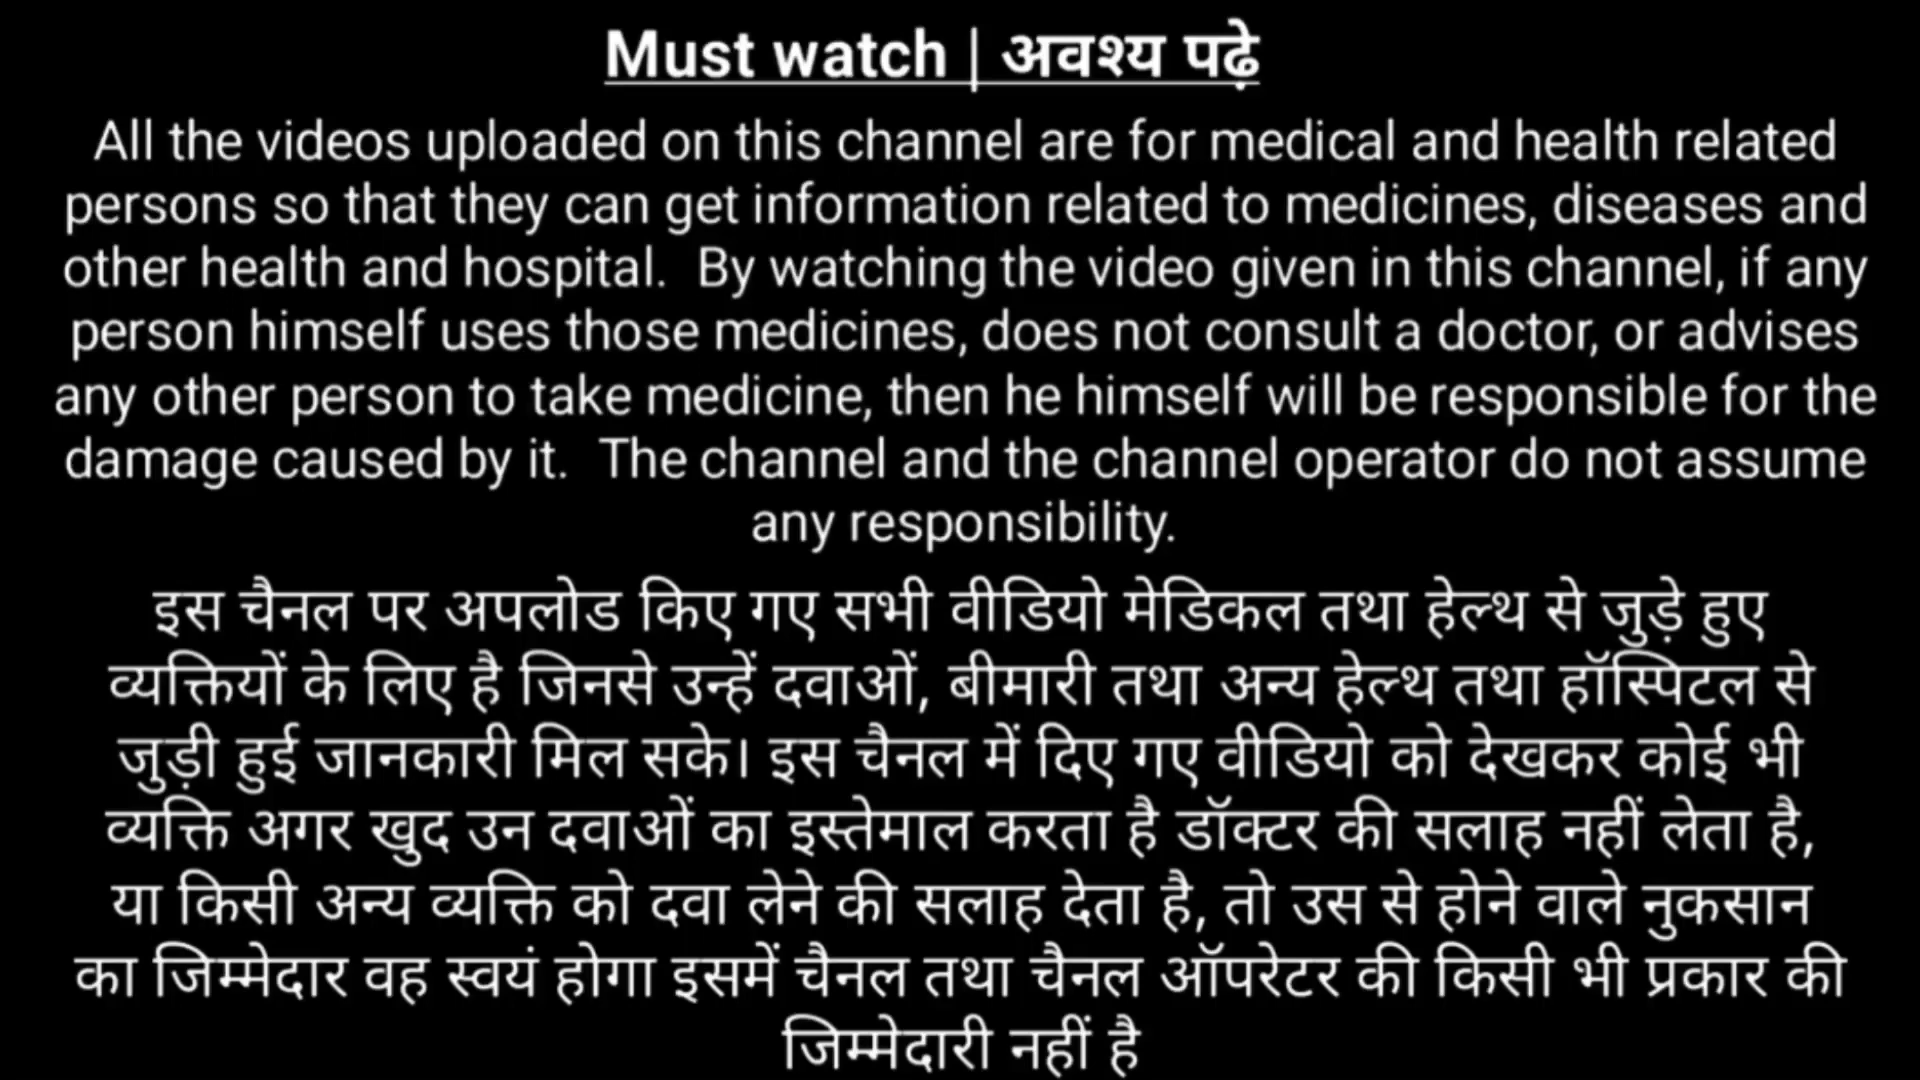 Must watch | अवश्य पढ़े
All the videos uploaded on this channel are for medical and health related
persons so that they can get information related to medicines, diseases and
other health and hospital. By watching the video given in this channel, if any
person himself uses those medicines, does not consult a doctor, or advises
any other person to take medicine, then he himself will be responsible for the
damage caused by it. The channel and the channel operator do not assume
any responsibility.
इस चैनल पर अपलोड किए गए सभी वीडियो मेडिकल तथा हेल्थ से जुड़े हुए
व्यक्तियों के लिए है जिनसे उन्हें दवाओं, बीमारी तथा अन्य हेल्थ तथा हॉस्पिटल से
जुड़ी हुई जानकारी मिल सके। इस चैनल में दिए गए वीडियो को देखकर कोई भी
व्यक्ति अगर खुद उन दवाओं का इस्तेमाल करता है डॉक्टर की सलाह नहीं लेता है,
या किसी अन्य व्यक्ति को दवा लेने की सलाह देता है, तो उस से होने वाले नुकसान
का जिम्मेदार वह स्वयं होगा इसमें चैनल तथा चैनल ऑपरेटर की किसी भी प्रकार की
जिम्मेदारी नहीं है